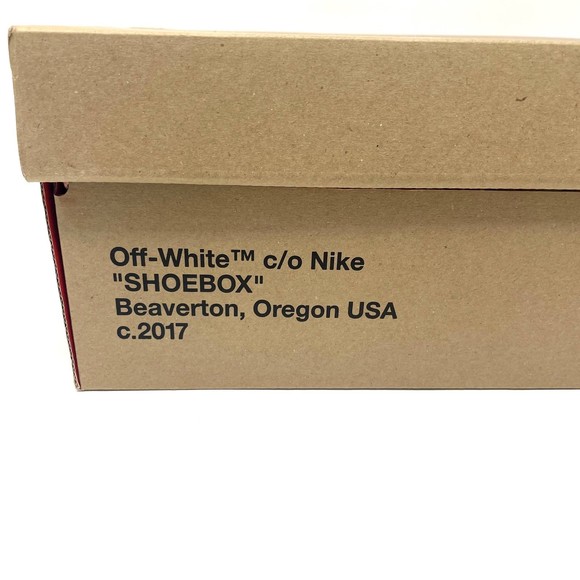 Off-White™ c/o Nike
"SHOEBOX"
Beaverton, Oregon USA
c.2017